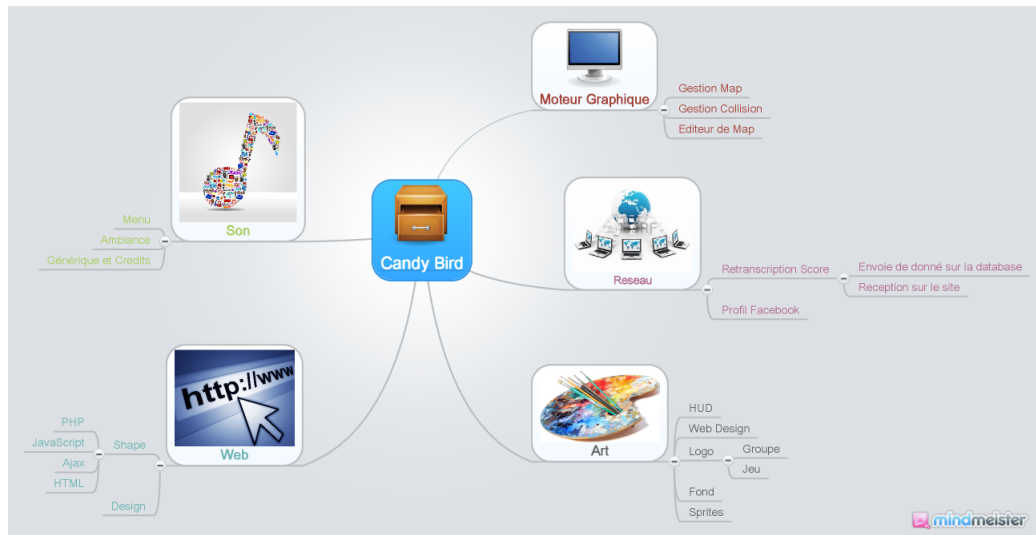 Moteur Graphique
Gestion Map
Gestion Collision
Editeur de Map
Son
Menu
Ambiance
Générique et Credits
Candy Bird
Reseau
Retranscription Score
Envoie de donné sur la database
Reception sur le site
Profil Facebook
http://www
Web
Shape
PHP
JavaScript
Ajax
HTML
Design
Art
HUD
Web Design
Logo
Groupe
Jeu
Fond
Sprites
mindmeister